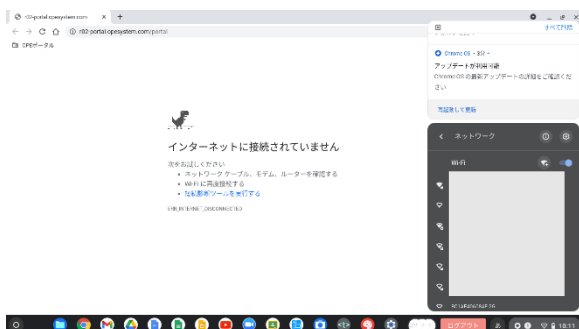 r02-portal.opesystem.com
r02-portal.opesystem.com/portal
OPEポータル
インターネットに接続されていません
次をお試しください
ネットワーク ケーブル、モデム、ルーターを確認する
Wi-Fi に再度接続する
接続診断ツールを実行する
ERR_INTERNET_DISCONNECTED
すべて消去
Chrome OS・3分
アップデートが利用可能
Chrome OS の最新アップデートの詳細をご確認くだ
さい
再起動して更新
ネットワーク
Wi-Fi
ログアウト
10:11